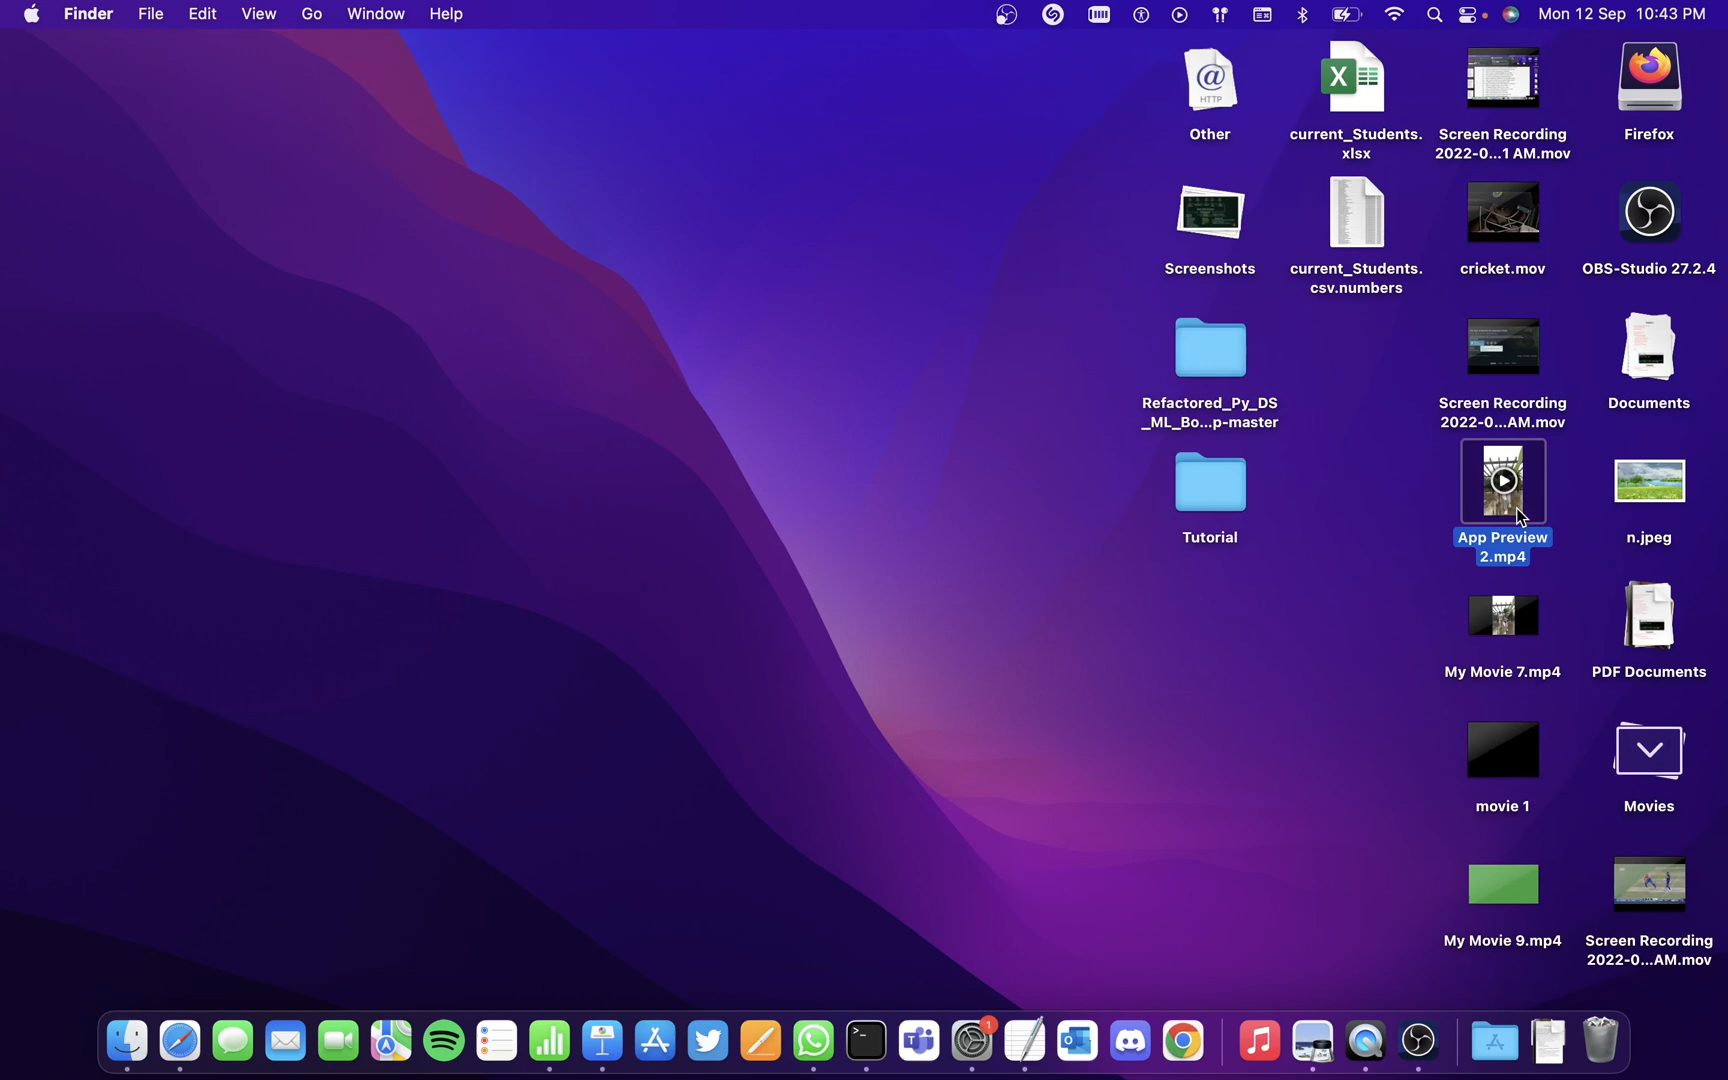 Finder File Edit View Go Window Help Mon 12 Sep 10:43 PM
@
HTTP
Other
X
current_Students.
xlsx
Screen Recording
2022-0...1 AM.mov
Firefox
Screenshots
current_Students.
csv.numbers
cricket.mov
OBS-Studio 27.2.4
Refactored_Py_DS
_ML_Bo...p-master
Screen Recording
2022-0...AM.mov
Documents
Tutorial
App Preview
2.mp4
n.jpeg
My Movie 7.mp4
PDF Documents
movie 1
Movies
My Movie 9.mp4
Screen Recording
2022-0...AM.mov
1